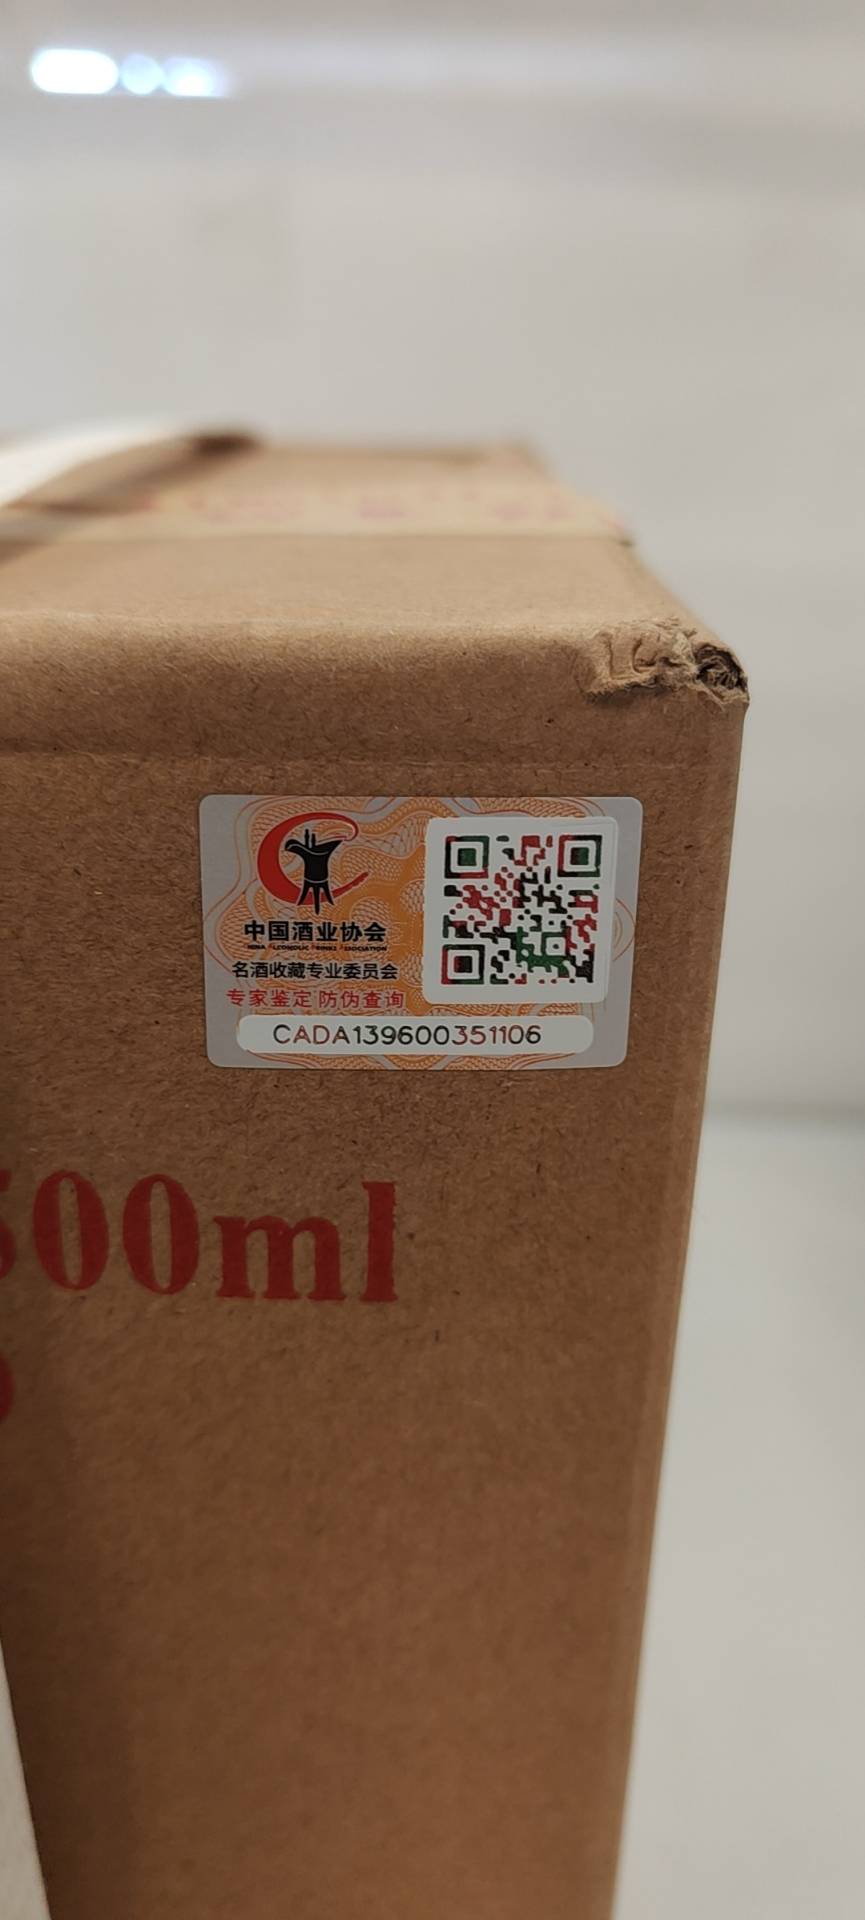 中国酒业协会
名酒收藏专业委员会
专家鉴定 防伪查询
CADA139600351106
500ml